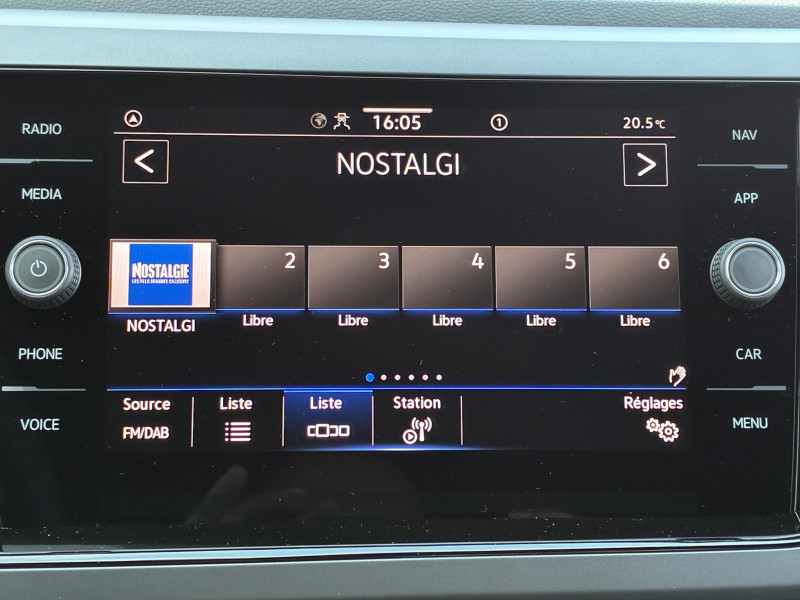 RADIO
MEDIA
PHONE
VOICE
16:05
1
20.5°C
< NOSTALGI >
NOSTALGIE
2 3 4 5 6
NOSTALGI Libre Libre Libre Libre Libre
Source Liste Liste Station Réglages
FM/DAB
NAV
APP
CAR
MENU